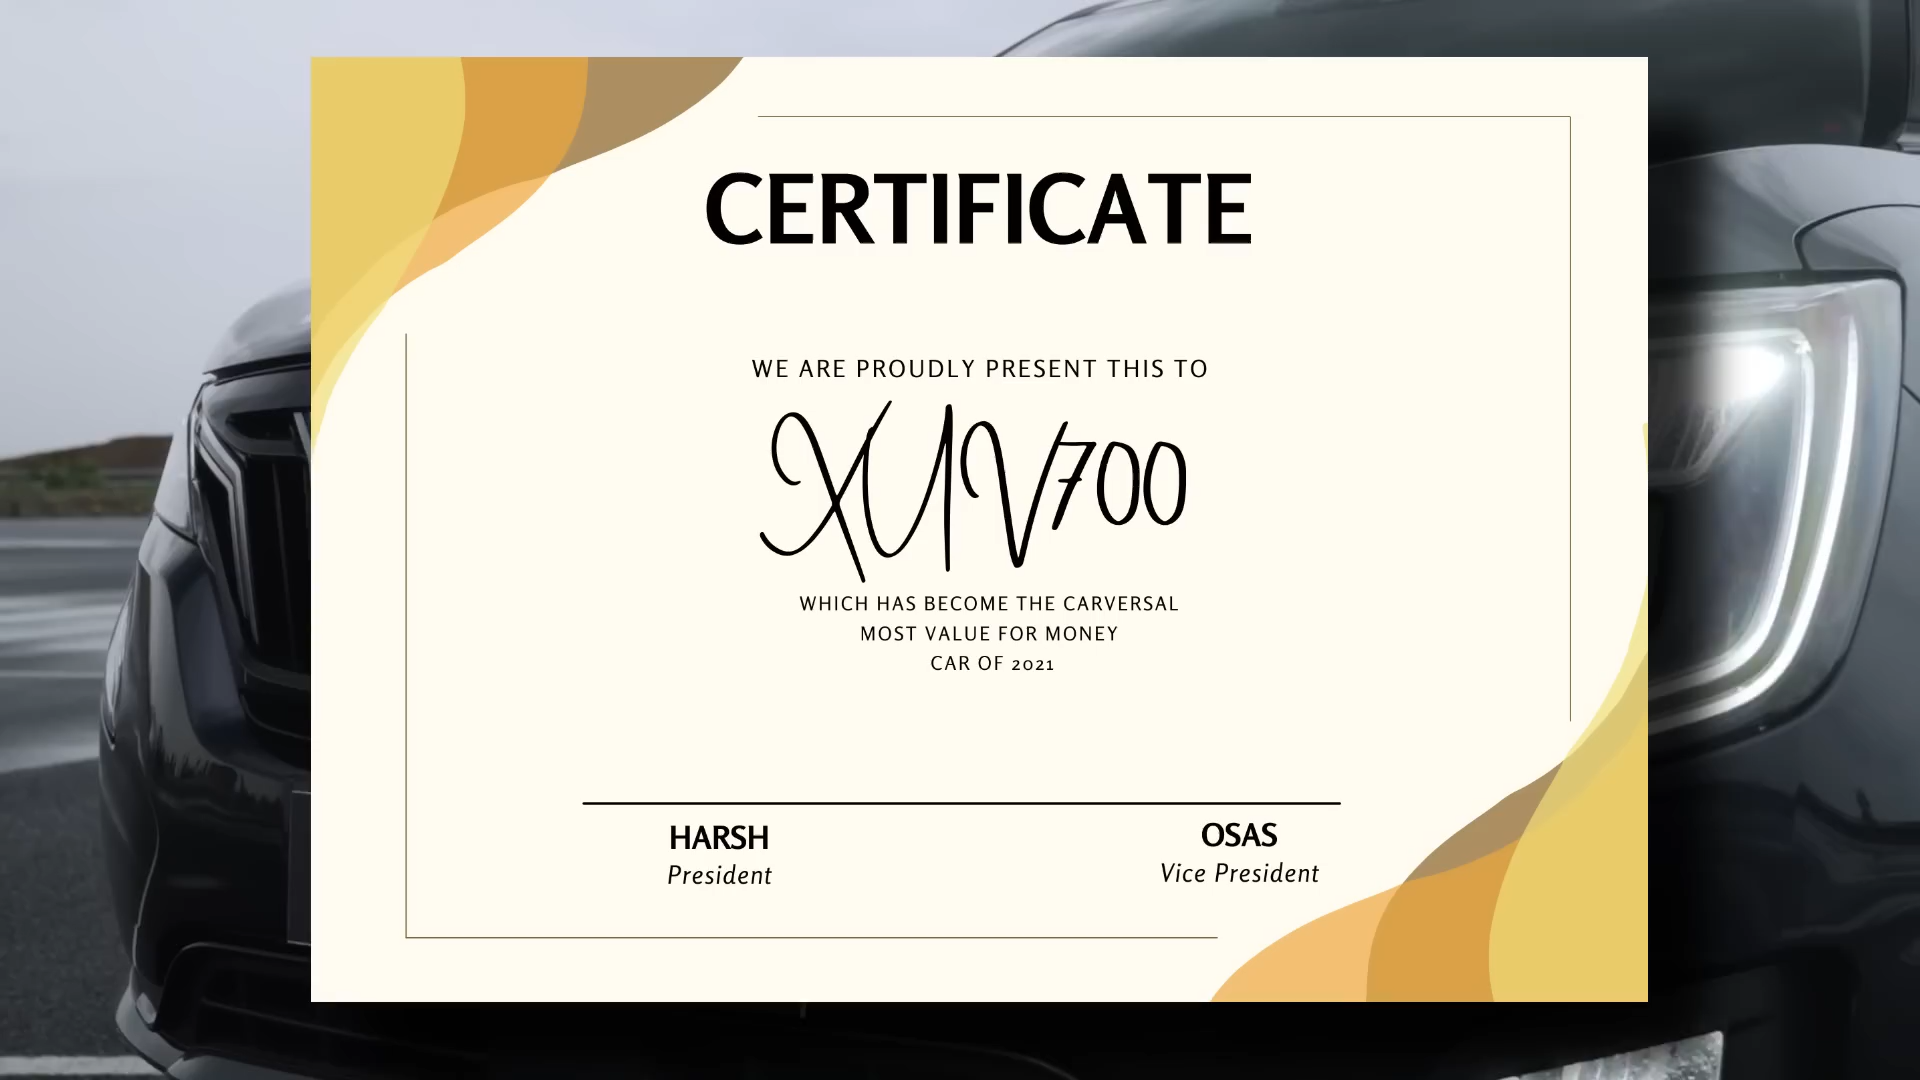 CERTIFICATE
WE ARE PROUDLY PRESENT THIS TO
XUV700
WHICH HAS BECOME THE CARVERSAL
MOST VALUE FOR MONEY
CAR OF 2021
HARSH
President
OSAS
Vice President